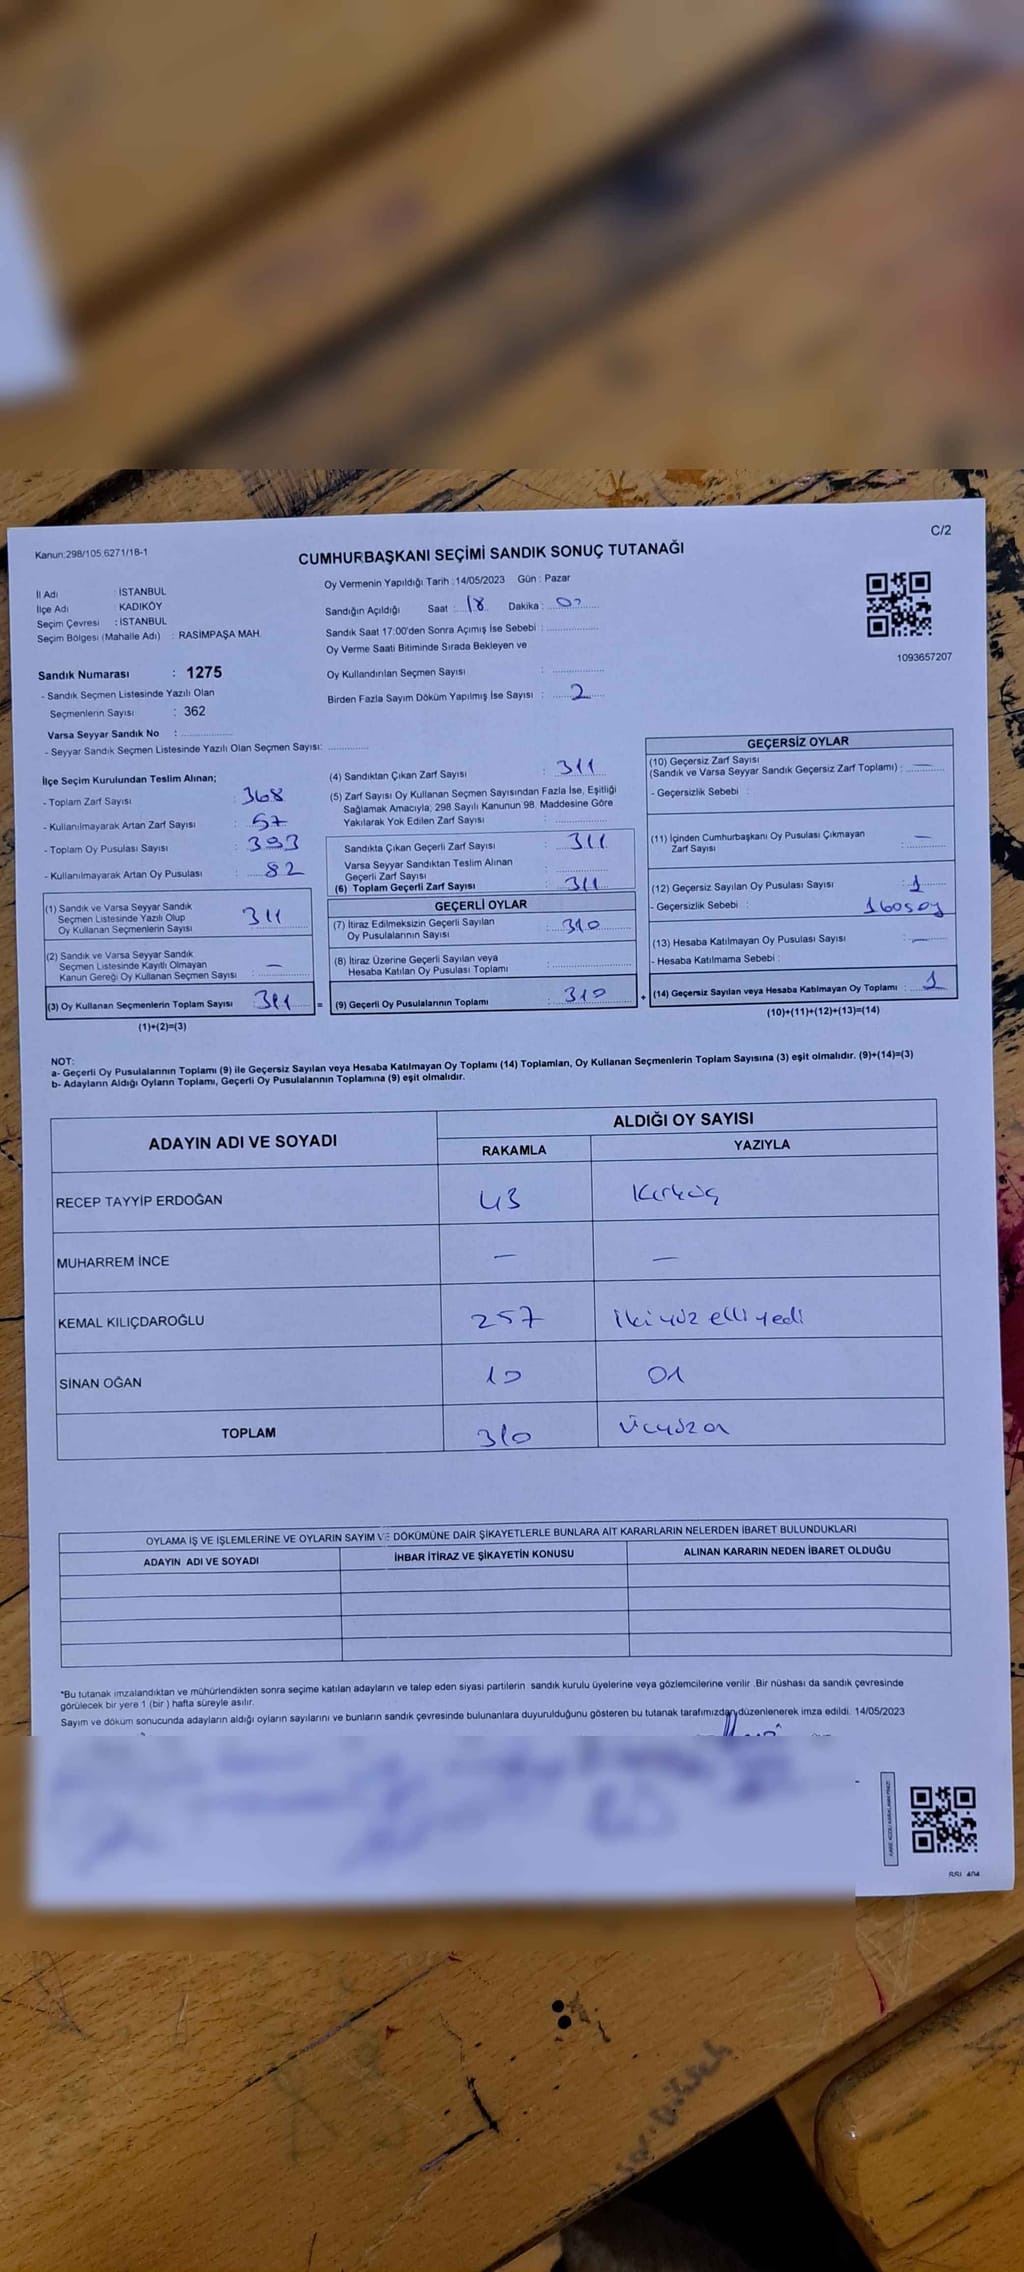 C/2
Kanun:298/105.6271/18-1
CUMHURBAŞKANI SEÇİMİ SANDIK SONUÇ TUTANAĞI
İl Adı : İSTANBUL
İlçe Adı : KADIKÖY
Seçim Çevresi : İSTANBUL
Seçim Bölgesi (Mahalle Adı) : RASİMPAŞA MAH.
Sandık Numarası : 1275
- Sandık Seçmen Listesinde Yazılı Olan
Seçmenlerin Sayısı : 362
Varsa Seyyar Sandık No :
- Seyyar Sandık Seçmen Listesinde Yazılı Olan Seçmen Sayısı:
Oy Vermenin Yapıldığı Tarih : 14/05/2023 Gün : Pazar
Sandığın Açıldığı Saat : 18 Dakika :
Sandık Saat 17:00'den Sonra Açımış İse Sebebi :
Oy Verme Saati Bitiminde Sırada Bekleyen ve
Oy Kullandırılan Seçmen Sayısı :
Birden Fazla Sayım Döküm Yapılmış İse Sayısı : 2
1093657207
İlçe Seçim Kurulundan Teslim Alınan;
- Toplam Zarf Sayısı : 368
- Kullanılmayarak Artan Zarf Sayısı : 57
- Toplam Oy Pusulası Sayısı : 393
- Kullanılmayarak Artan Oy Pusulası : 82
(1) Sandık ve Varsa Seyyar Sandık
Seçmen Listesinde Yazılı Olup
Oy Kullanan Seçmenlerin Sayısı 311
(2) Sandık ve Varsa Seyyar Sandık
Seçmen Listesinde Kayıtlı Olmayan
Kanun Gereği Oy Kullanan Seçmen Sayısı : —
(3) Oy Kullanan Seçmenlerin Toplam Sayısı 311 =
(1)+(2)=(3)
(4) Sandıktan Çıkan Zarf Sayısı : 311
(5) Zarf Sayısı Oy Kullanan Seçmen Sayısından Fazla İse, Eşitliği
Sağlamak Amacıyla; 298 Sayılı Kanunun 98. Maddesine Göre
Yakılarak Yok Edilen Zarf Sayısı :
Sandıkta Çıkan Geçerli Zarf Sayısı : 311
Varsa Seyyar Sandıktan Teslim Alınan
Geçerli Zarf Sayısı :
(6) Toplam Geçerli Zarf Sayısı : 311
GEÇERLİ OYLAR
(7) İtiraz Edilmeksizin Geçerli Sayılan
Oy Pusulalarının Sayısı : 310
(8) İtiraz Üzerine Geçerli Sayılan veya
Hesaba Katılan Oy Pusulası Toplamı :
(9) Geçerli Oy Pusulalarının Toplamı : 310 +
GEÇERSİZ OYLAR
(10) Geçersiz Zarf Sayısı
(Sandık ve Varsa Seyyar Sandık Geçersiz Zarf Toplamı) : —
- Geçersizlik Sebebi :
(11) İçinden Cumhurbaşkanı Oy Pusulası Çıkmayan
Zarf Sayısı : —
(12) Geçersiz Sayılan Oy Pusulası Sayısı : 1
- Geçersizlik Sebebi :
(13) Hesaba Katılmayan Oy Pusulası Sayısı : —
- Hesaba Katılmama Sebebi :
(14) Geçersiz Sayılan veya Hesaba Katılmayan Oy Toplamı : 1
(10)+(11)+(12)+(13)=(14)
NOT:
a- Geçerli Oy Pusulalarının Toplamı (9) ile Geçersiz Sayılan veya Hesaba Katılmayan Oy Toplamı (14) Toplamları, Oy Kullanan Seçmenlerin Toplam Sayısına (3) eşit olmalıdır. (9)+(14)=(3)
b- Adayların Aldığı Oyların Toplamı, Geçerli Oy Pusulalarının Toplamına (9) eşit olmalıdır.
ADAYIN ADI VE SOYADI ALDIĞI OY SAYISI
RAKAMLA YAZIYLA
RECEP TAYYİP ERDOĞAN 43 Kırküç
MUHARREM İNCE — —
KEMAL KILIÇDAROĞLU 257 İkiyüz elli yedi
SİNAN OĞAN 10 On
TOPLAM 310 Üçyüzon
OYLAMA İŞ VE İŞLEMLERİNE VE OYLARIN SAYIM VE DÖKÜMÜNE DAİR ŞİKAYETLERLE BUNLARA AİT KARARLARIN NELERDEN İBARET BULUNDUKLARI
ADAYIN ADI VE SOYADI İHBAR İTİRAZ VE ŞİKAYETİN KONUSU ALINAN KARARIN NEDEN İBARET OLDUĞU
*Bu tutanak imzalandıktan ve mühürlendikten sonra seçime katılan adayların ve talep eden siyasi partilerin sandık kurulu üyelerine veya gözlemcilerine verilir .Bir nüshası da sandık çevresinde
görülecek bir yere 1 (bir ) hafta süreyle asılır.
Sayım ve döküm sonucunda adayların aldığı oyların sayılarını ve bunların sandık çevresinde bulunanlara duyurulduğunu gösteren bu tutanak tarafımızdan düzenlenerek imza edildi. 14/05/2023